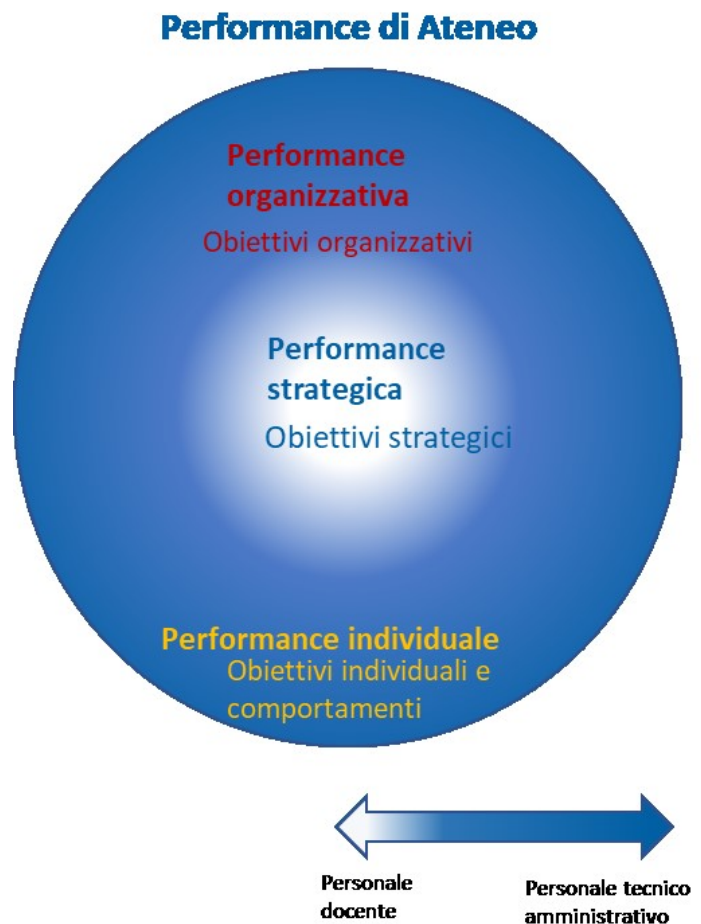 Performance di Ateneo
Performance
organizzativa
Obiettivi organizzativi
Performance
strategica
Obiettivi strategici
Performance individuale
Obiettivi individuali e
comportamenti
Personale
docente
Personale tecnico
amministrativo